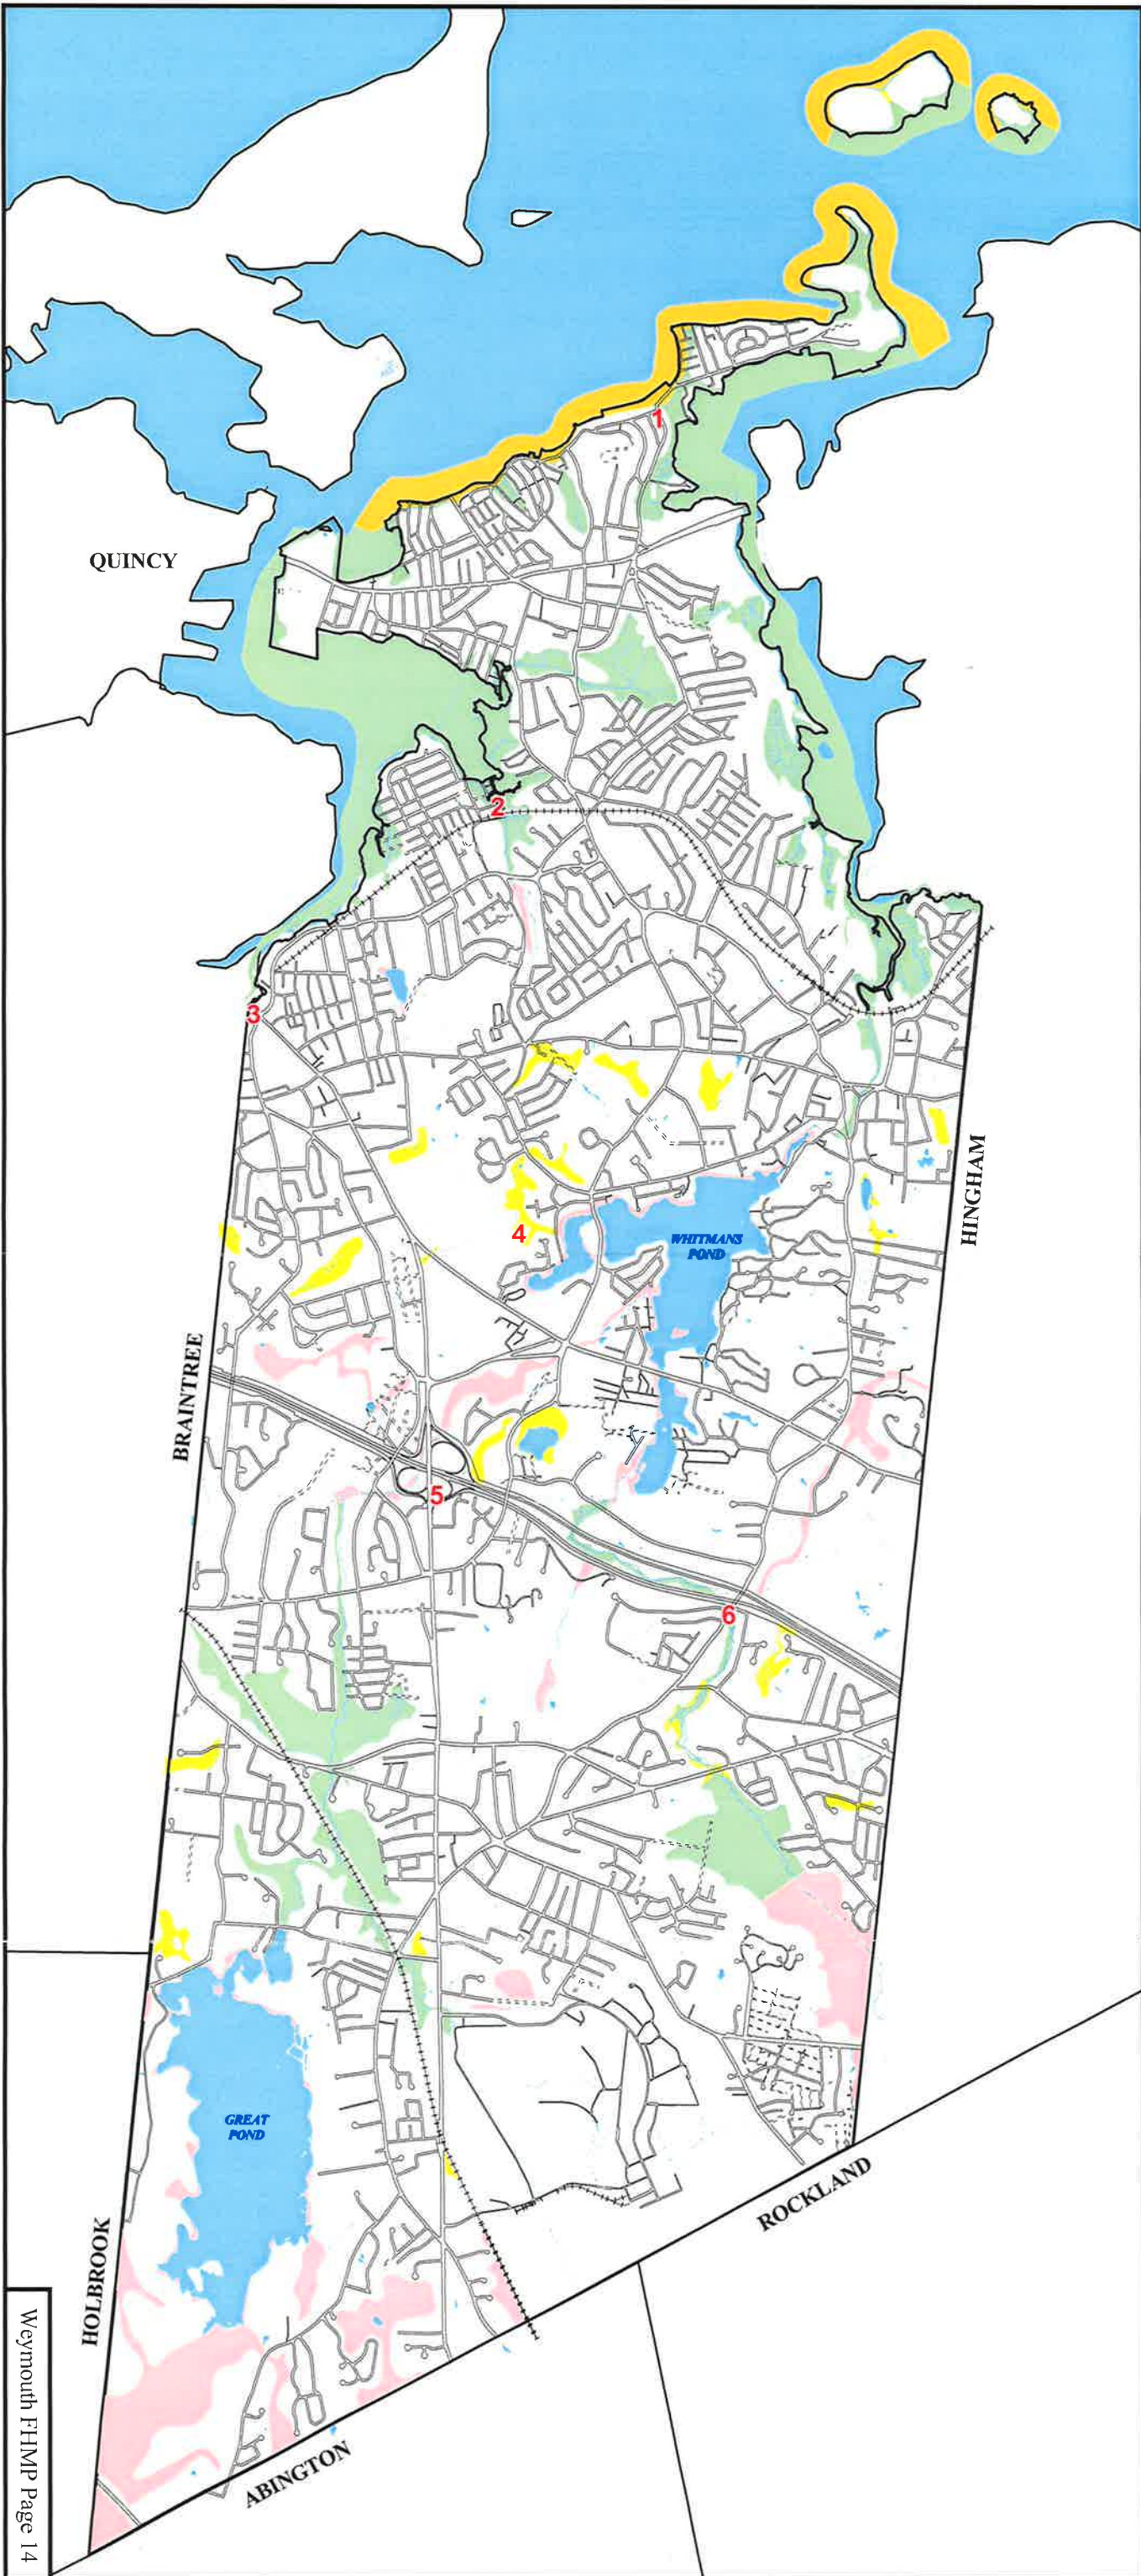 1
QUINCY
2
3
HINGHAM
4
WHITMANS
POND
BRAINTREE
5
6
GREAT
POND
ROCKLAND
HOLBROOK
ABINGTON
Weymouth FHMP Page 14